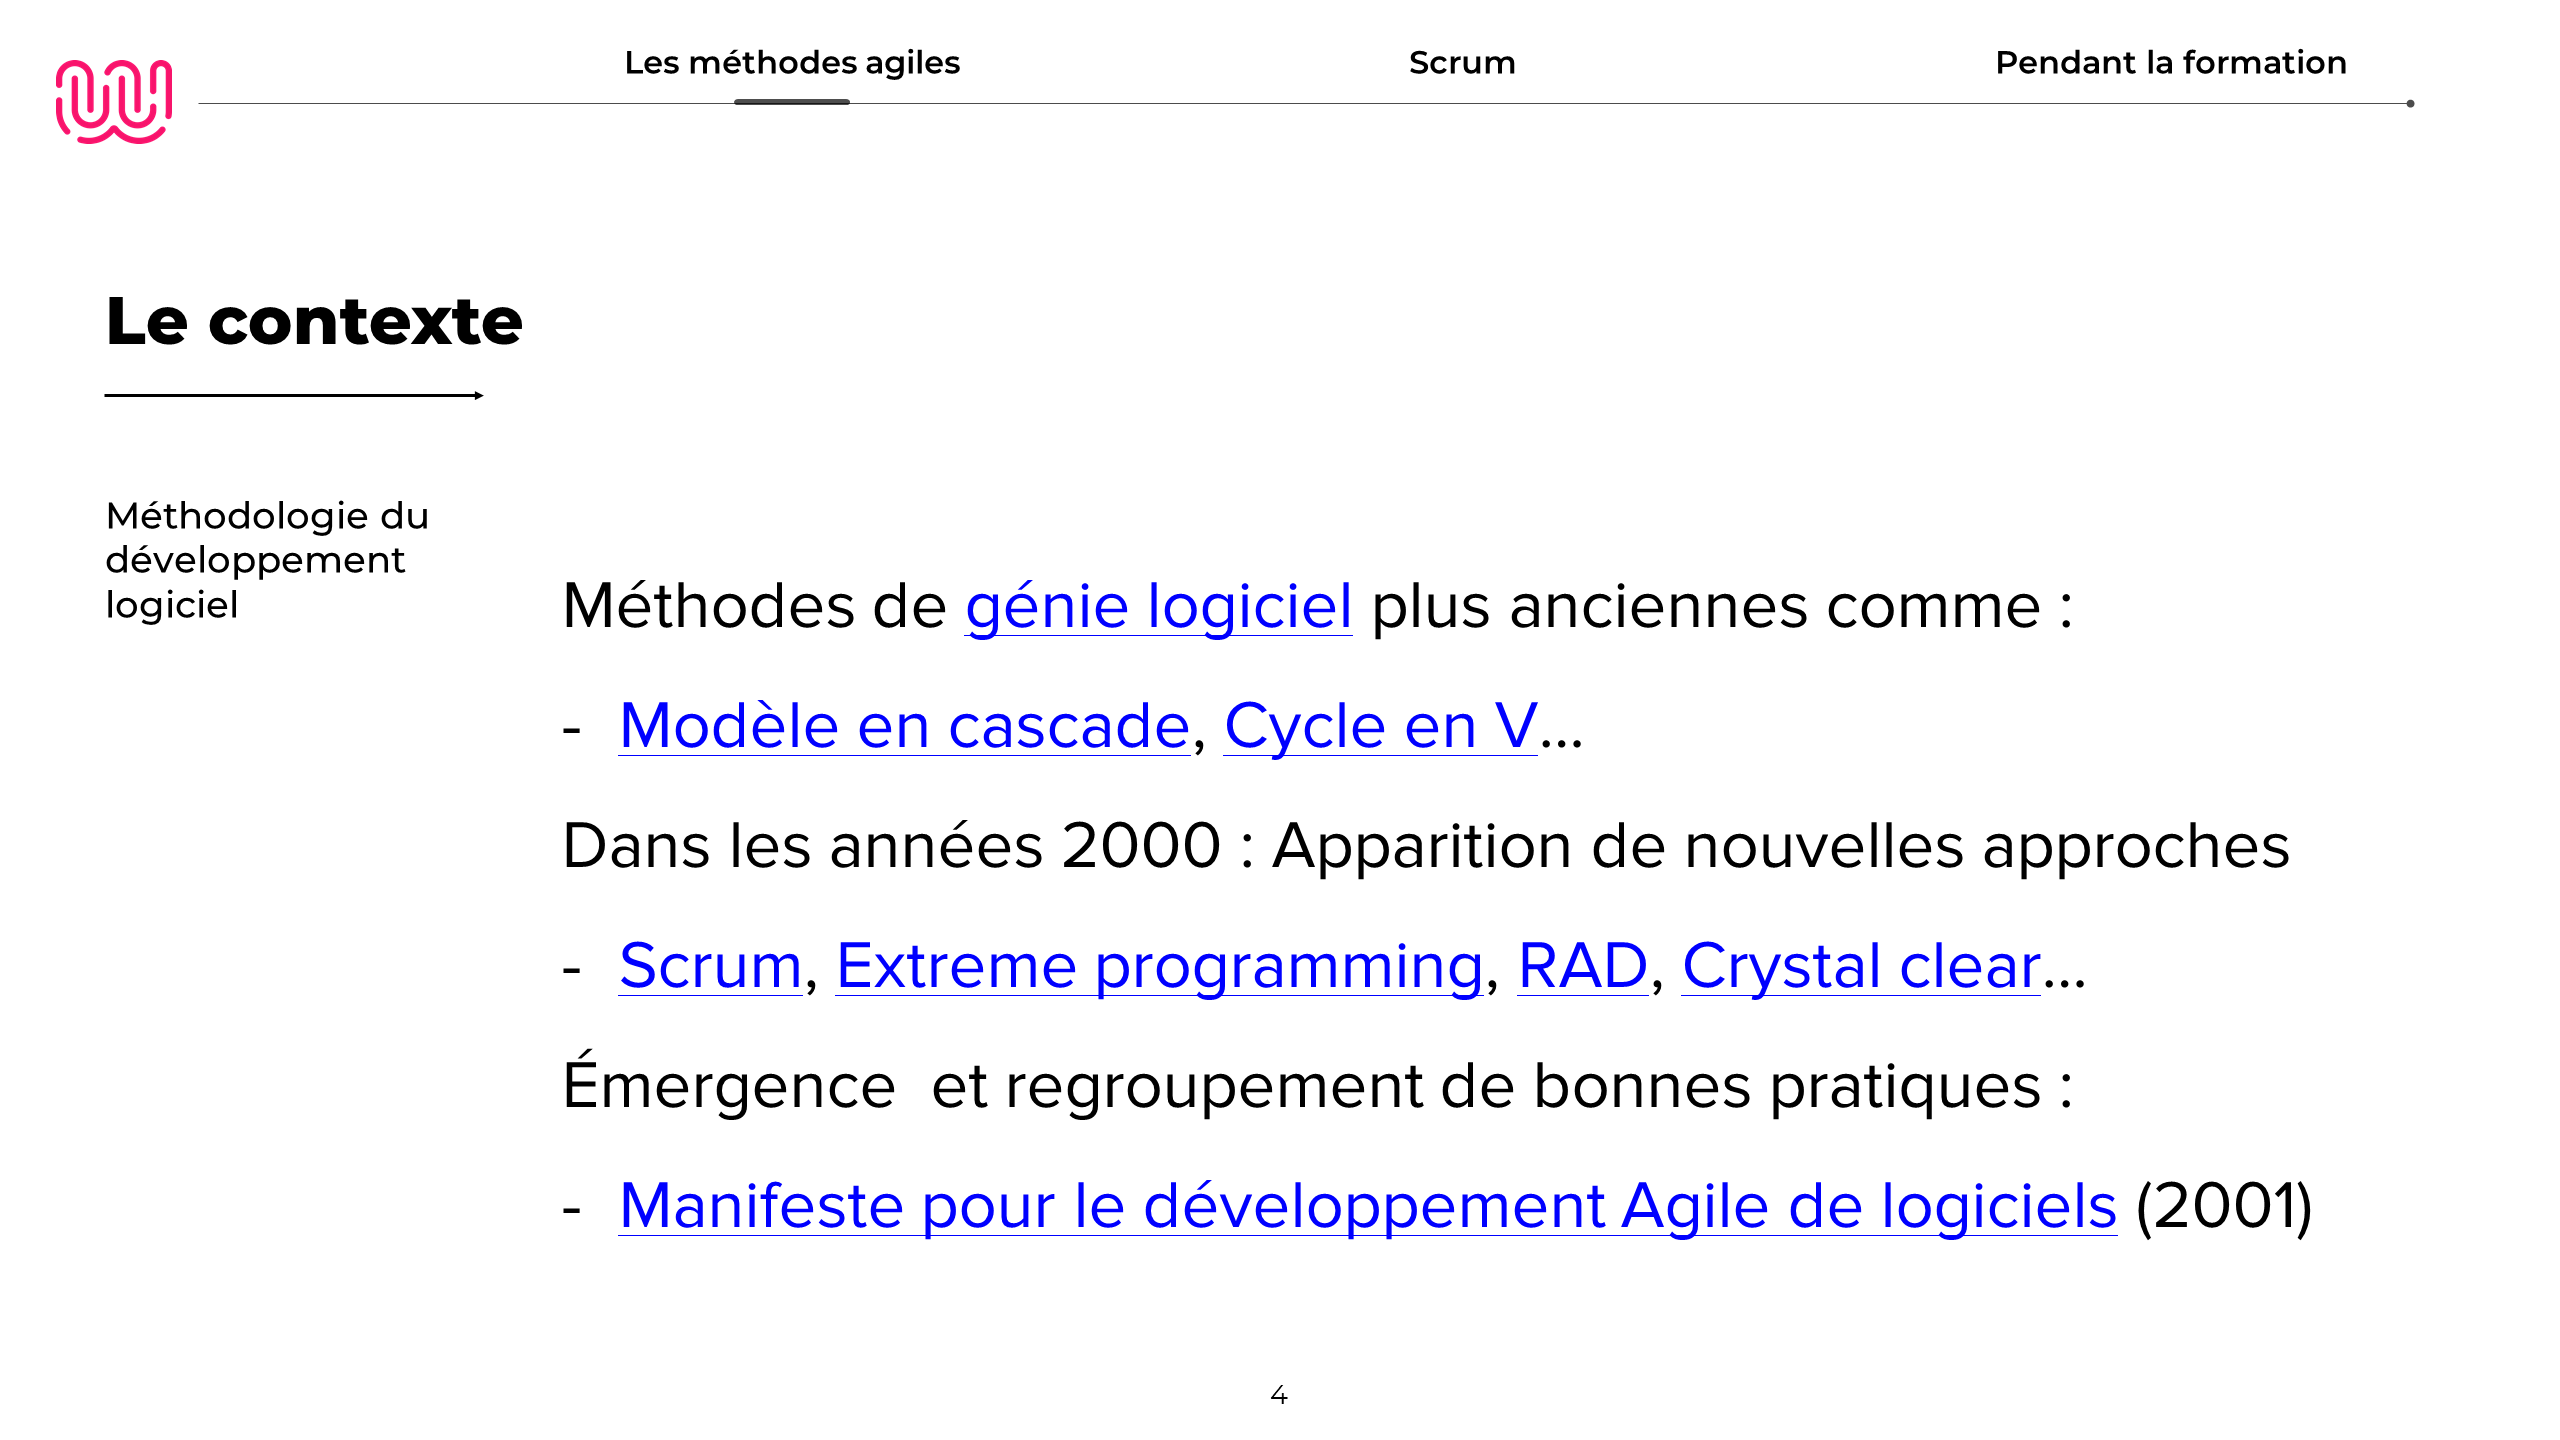 Les méthodes agiles
Scrum
Pendant la formation
Le contexte
Méthodologie du
développement
logiciel
Méthodes de génie logiciel plus anciennes comme :
- Modèle en cascade, Cycle en V...
Dans les années 2000 : Apparition de nouvelles approches
- Scrum, Extreme programming, RAD, Crystal clear...
Émergence  et regroupement de bonnes pratiques :
- Manifeste pour le développement Agile de logiciels (2001)
4